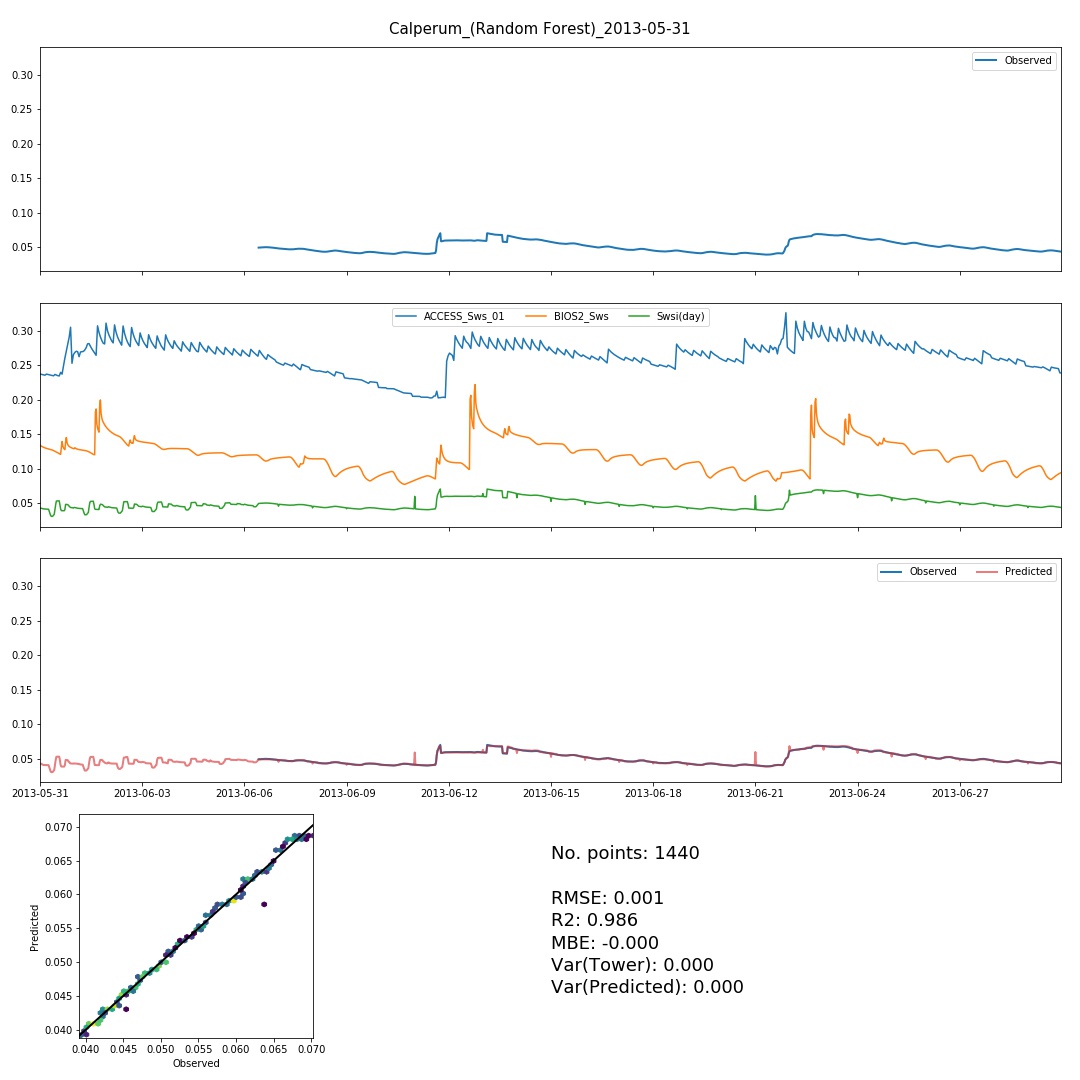 Calperum_(Random Forest)_2013-05-31
Observed
0.30
0.25
0.20
0.15
0.10
0.05
ACCESS_Sws_01 BIOS2_Sws Swsi(day)
0.30
0.25
0.20
0.15
0.10
0.05
Observed Predicted
0.30
0.25
0.20
0.15
0.10
0.05
2013-05-31 2013-06-03 2013-06-06 2013-06-09 2013-06-12 2013-06-15 2013-06-18 2013-06-21 2013-06-24 2013-06-27
0.070
0.065
0.060
0.055
0.050
0.045
0.040
Predicted
0.040 0.045 0.050 0.055 0.060 0.065 0.070
Observed
No. points: 1440
RMSE: 0.001
R2: 0.986
MBE: -0.000
Var(Tower): 0.000
Var(Predicted): 0.000